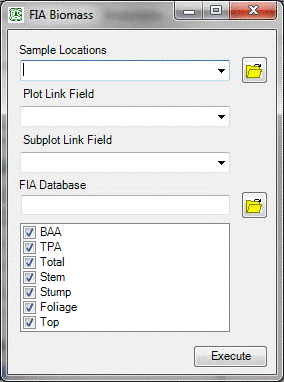 FIA Biomass
Sample Locations
Plot Link Field
Subplot Link Field
FIA Database
BAA
TPA
Total
Stem
Stump
Foliage
Top
Execute